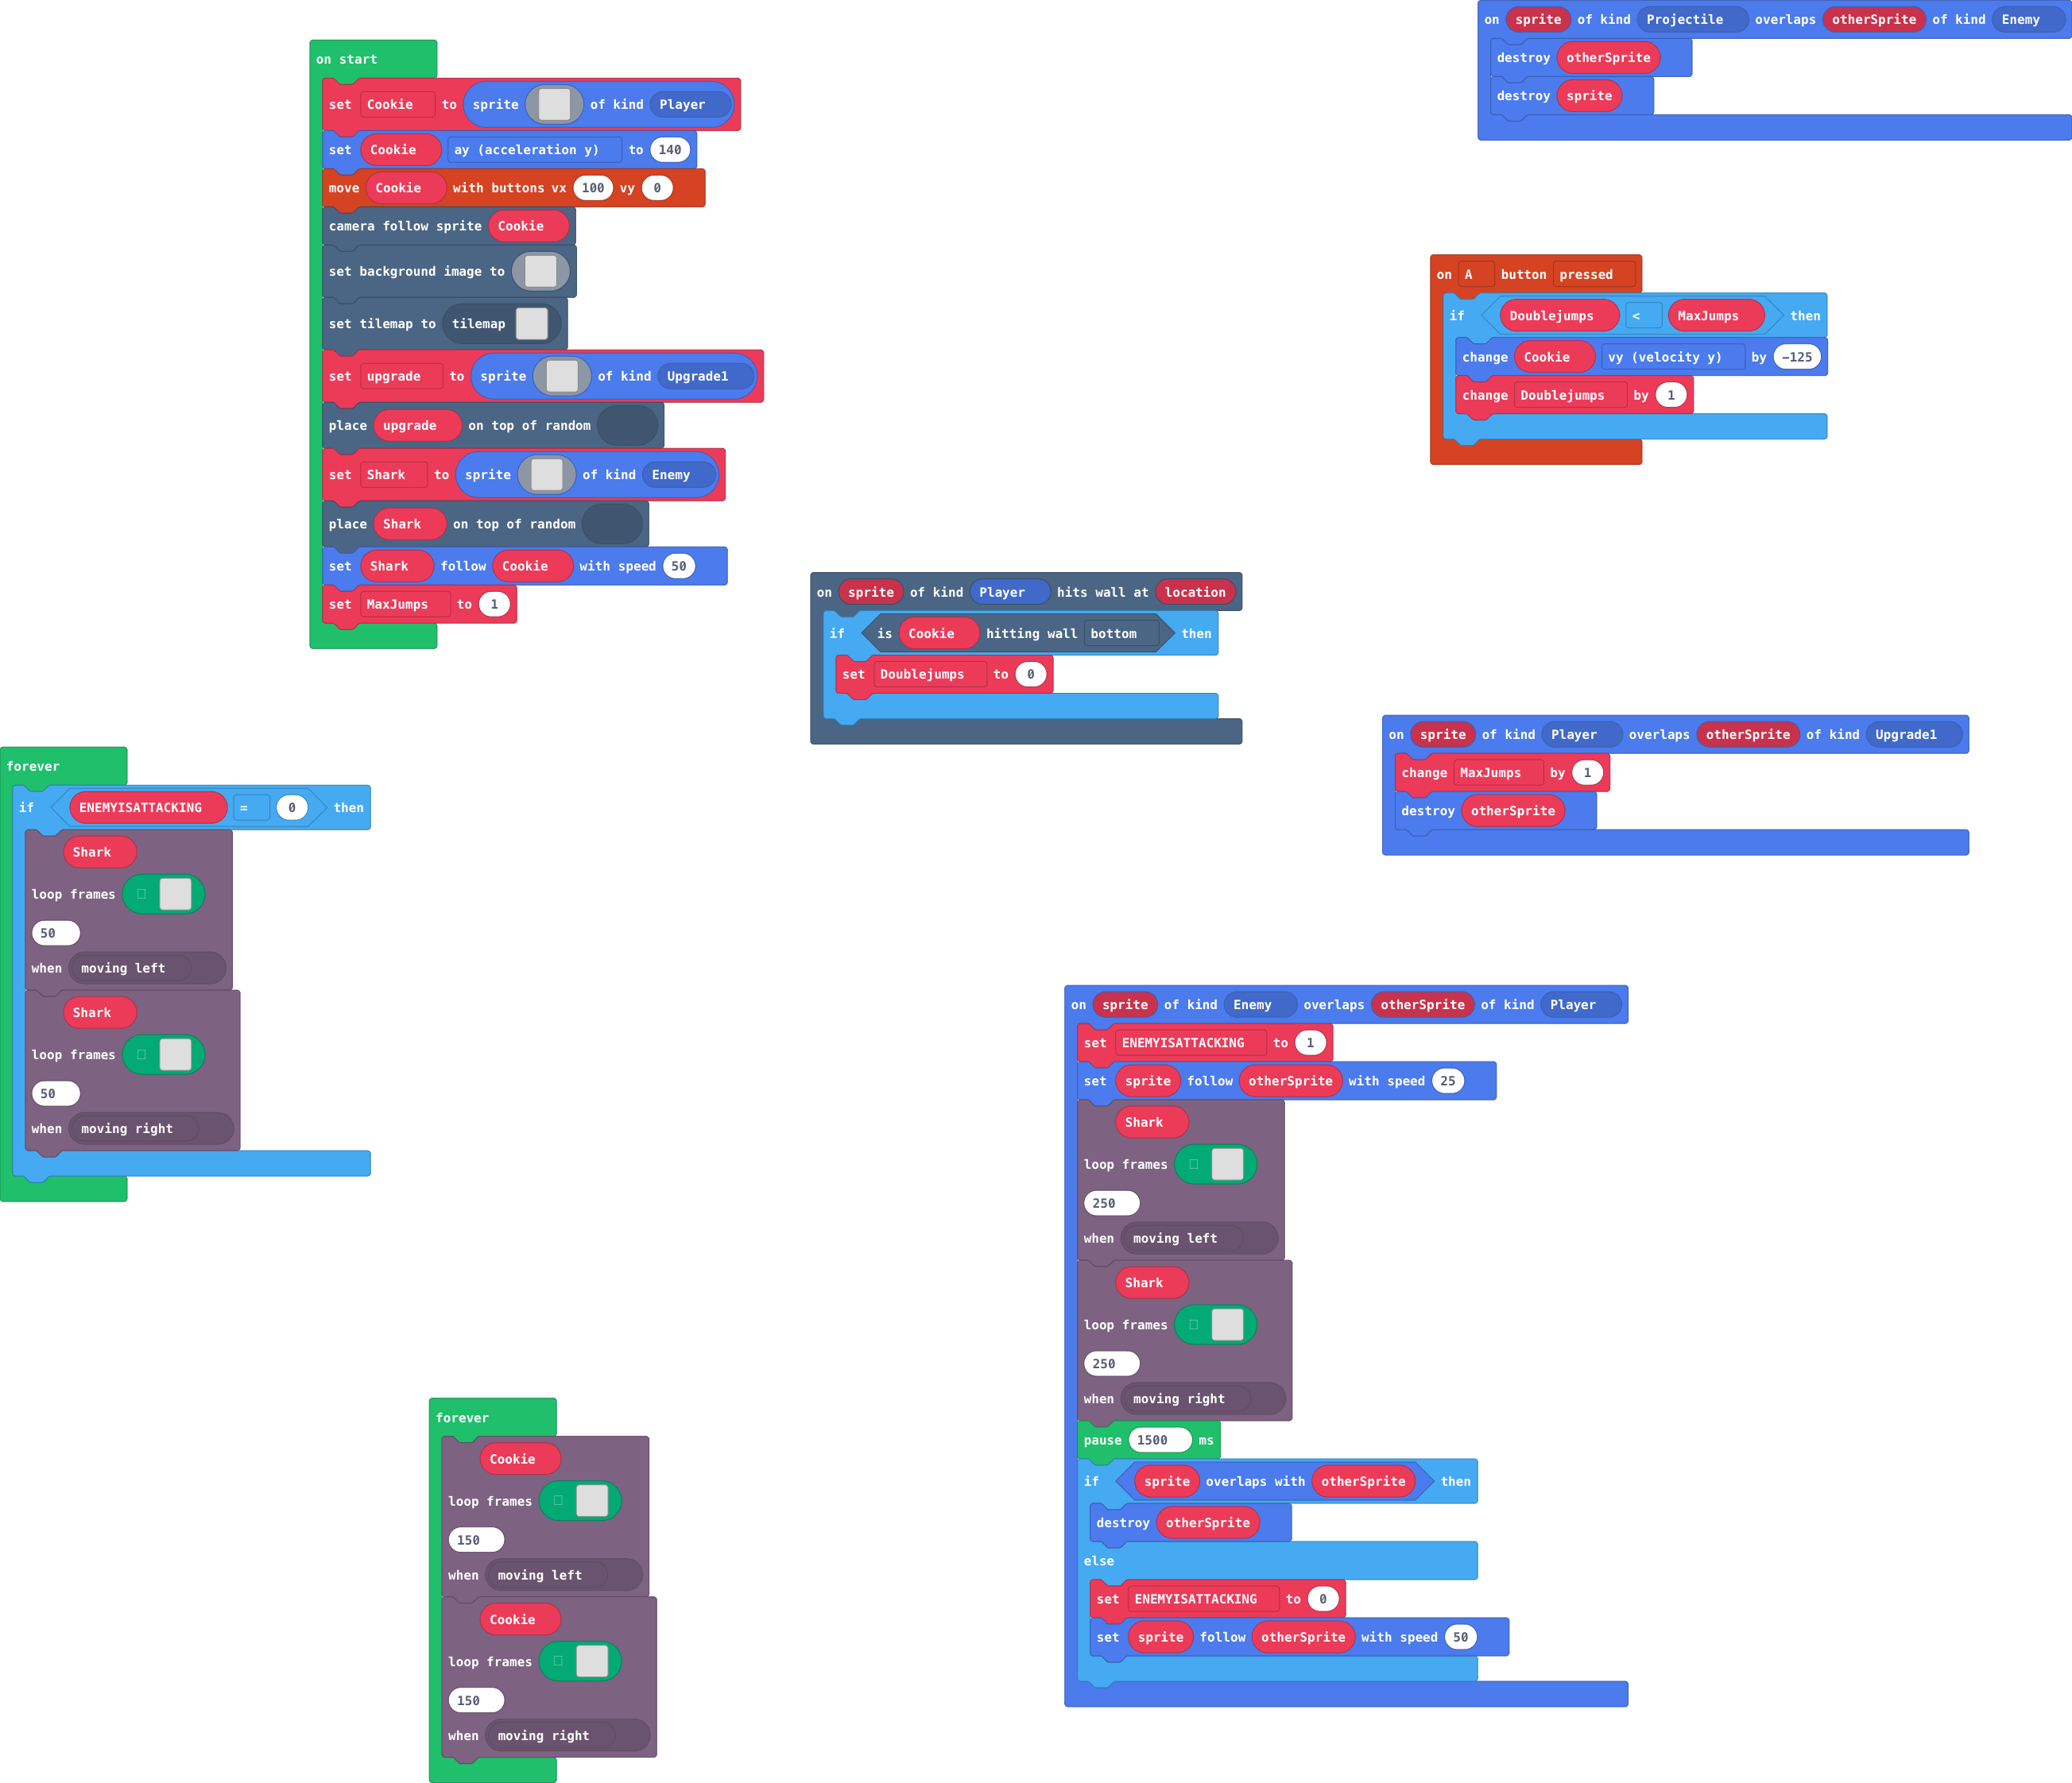 on start
set Cookie to sprite of kind Player
set Cookie ay (acceleration y) to 140
move Cookie with buttons vx 100 vy 0
camera follow sprite Cookie
set background image to
set tilemap to tilemap
set upgrade to sprite of kind Upgrade1
place upgrade on top of random
set Shark to sprite of kind Enemy
place Shark on top of random
set Shark follow Cookie with speed 50
set MaxJumps to 1
on sprite of kind Projectile overlaps otherSprite of kind Enemy
destroy otherSprite
destroy sprite
on A button pressed
if Doublejumps < MaxJumps then
change Cookie vy (velocity y) by -125
change Doublejumps by 1
on sprite of kind Player hits wall at location
if is Cookie hitting wall bottom then
set Doublejumps to 0
on sprite of kind Player overlaps otherSprite of kind Upgrade1
change MaxJumps by 1
destroy otherSprite
forever
if ENEMYISATTACKING = 0 then
Shark
loop frames
50
when moving left
Shark
loop frames
50
when moving right
on sprite of kind Enemy overlaps otherSprite of kind Player
set ENEMYISATTACKING to 1
set sprite follow otherSprite with speed 25
Shark
loop frames
250
when moving left
Shark
loop frames
250
when moving right
pause 1500 ms
if sprite overlaps with otherSprite then
destroy otherSprite
else
set ENEMYISATTACKING to 0
set sprite follow otherSprite with speed 50
forever
Cookie
loop frames
150
when moving left
Cookie
loop frames
150
when moving right